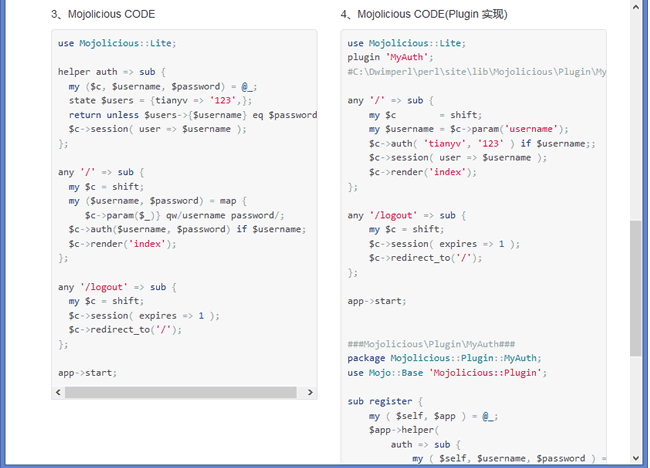 3、Mojolicious CODE
use Mojolicious::Lite;
helper auth => sub {
my ($c, $username, $password) = @_;
state $users = {tianyv => '123',};
return unless $users->{$username} eq $password
$c->session( user => $username );
};
any '/' => sub {
my $c = shift;
my ($username, $password) = map {
$c->param($_)} qw/username password/;
$c->auth($username, $password) if $username;
$c->render('index');
};
any '/logout' => sub {
my $c = shift;
$c->session( expires => 1 );
$c->redirect_to('/');
};
app->start;
4、Mojolicious CODE(Plugin 实现)
use Mojolicious::Lite;
plugin 'MyAuth';
#C:\Dwimperl\perl\site\lib\Mojolicious\Plugin\My
any '/' => sub {
my $c = shift;
my $username = $c->param('username');
$c->auth( 'tianyv', '123' ) if $username;;
$c->session( user => $username );
$c->render('index');
};
any '/logout' => sub {
my $c = shift;
$c->session( expires => 1 );
$c->redirect_to('/');
};
app->start;
###Mojolicious\Plugin\MyAuth###
package Mojolicious::Plugin::MyAuth;
use Mojo::Base 'Mojolicious::Plugin';
sub register {
my ( $self, $app ) = @_;
$app->helper(
auth => sub {
my ( $self, $username, $password ) =